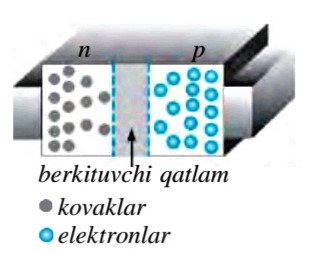 n p
berkituvchi qatlam
kovaklar
elektronlar